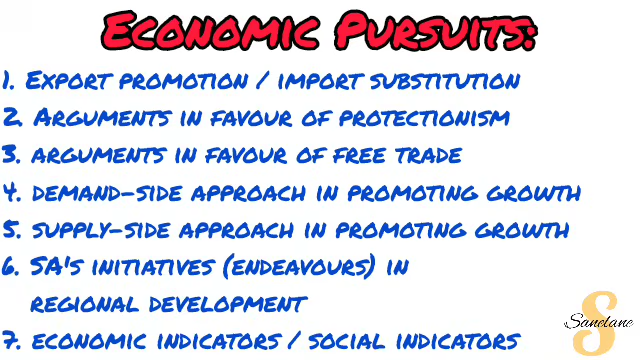 Economic Pursuits:
1. Export promotion / import substitution
2. Arguments in favour of protectionism
3. arguments in favour of free trade
4. demand-side approach in promoting growth
5. supply-side approach in promoting growth
6. SA's initiatives (endeavours) in
regional development
7. economic indicators / social indicators
S
Sanelane